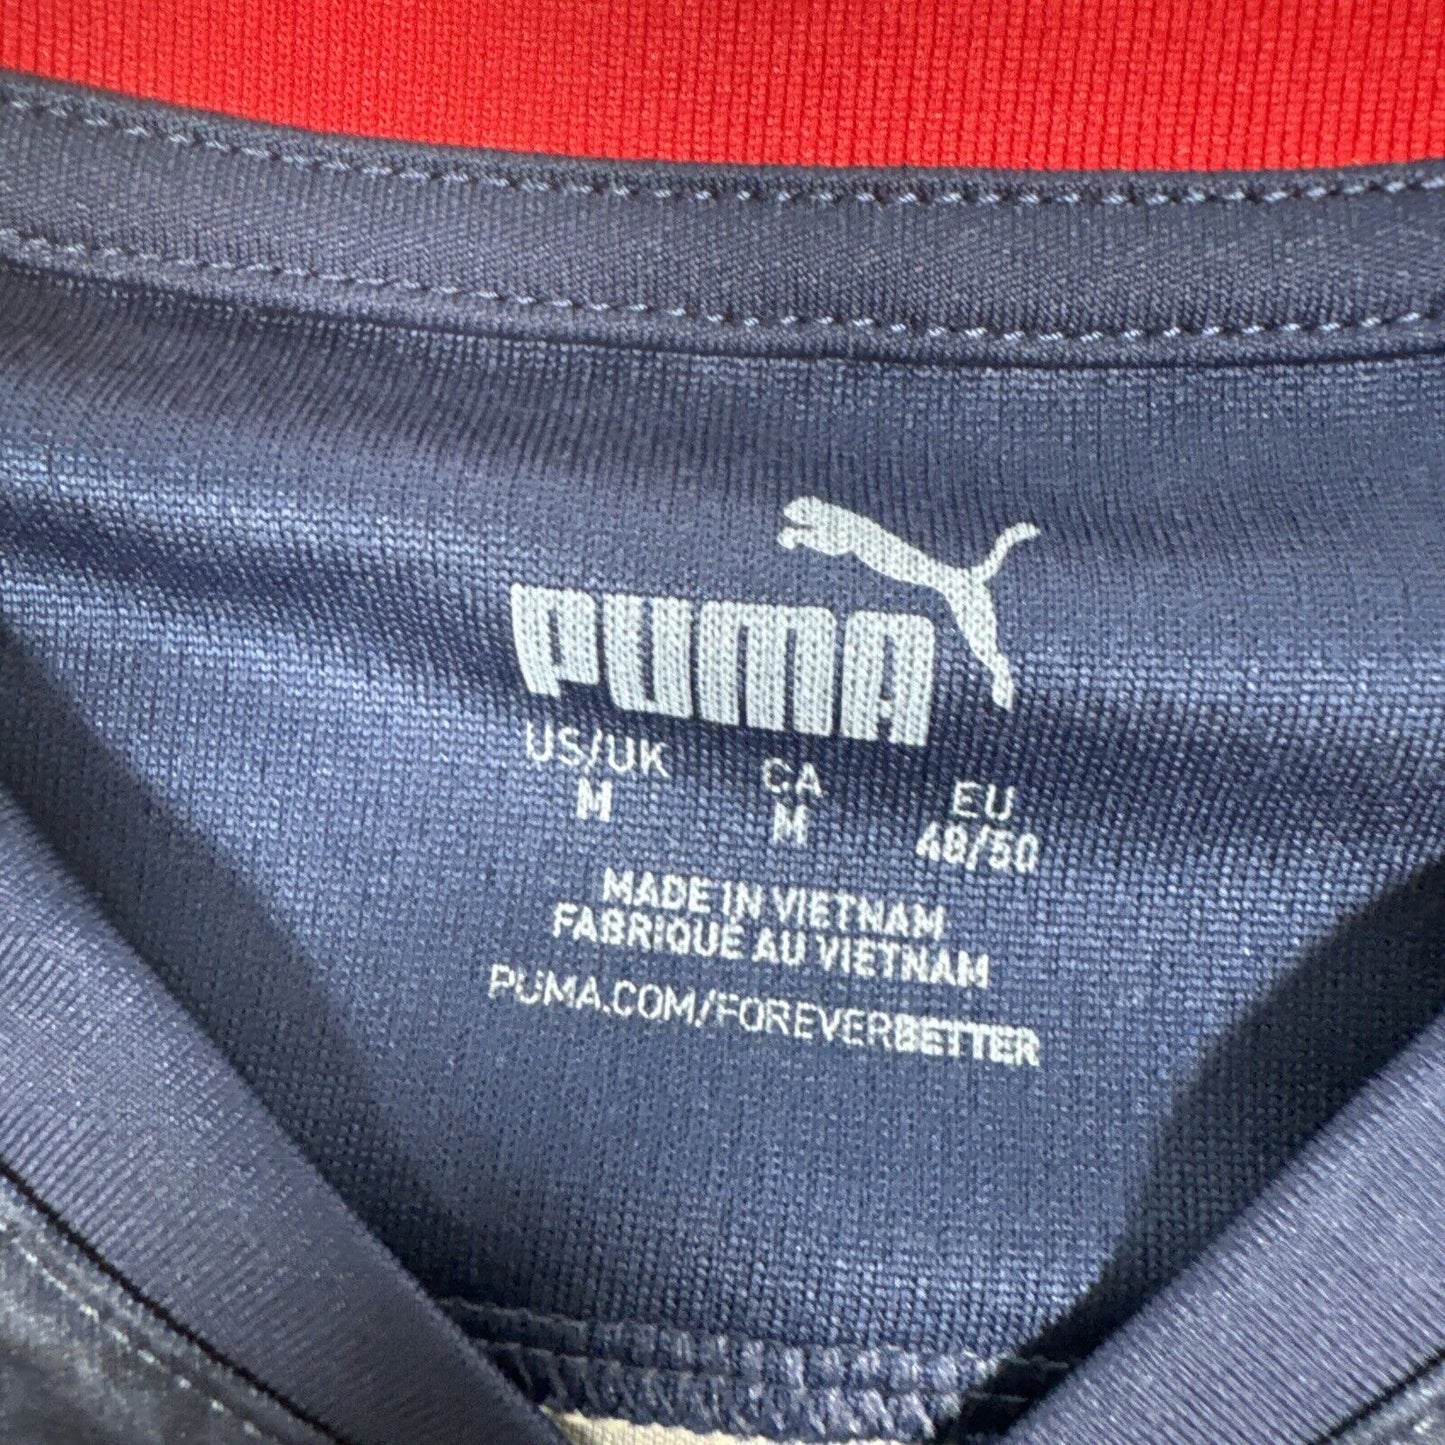 PUMA
US/UK CA EU
M M 48/50
MADE IN VIETNAM
FABRIQUÉ AU VIETNAM
PUMA.COM/FOREVERBETTER